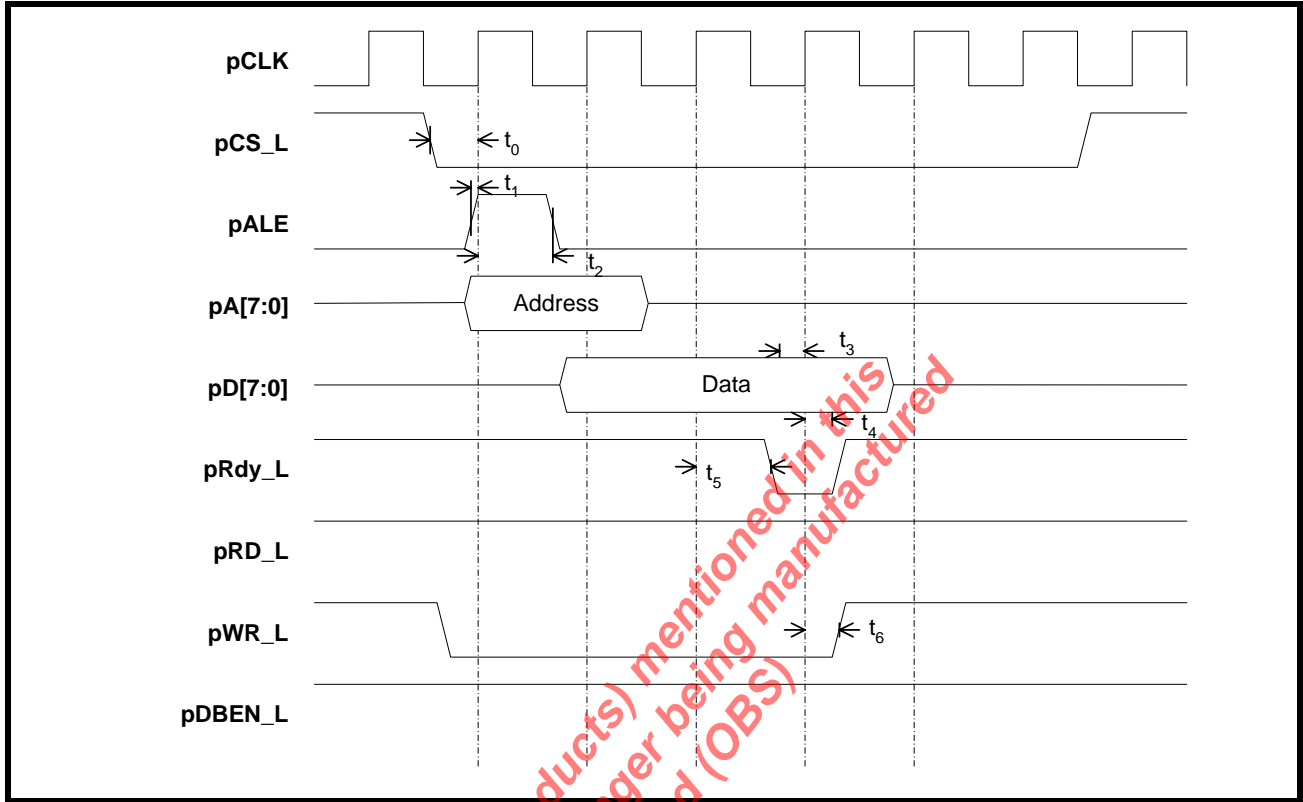 pCLK
pCS_L
t0
t1
pALE
t2
pA[7:0]
Address
t3
pD[7:0]
Data
t4
pRdy_L
t5
pRD_L
pWR_L
t6
pDBEN_L
ducts) mentioned in this
ger being manufactured
d (OBS)